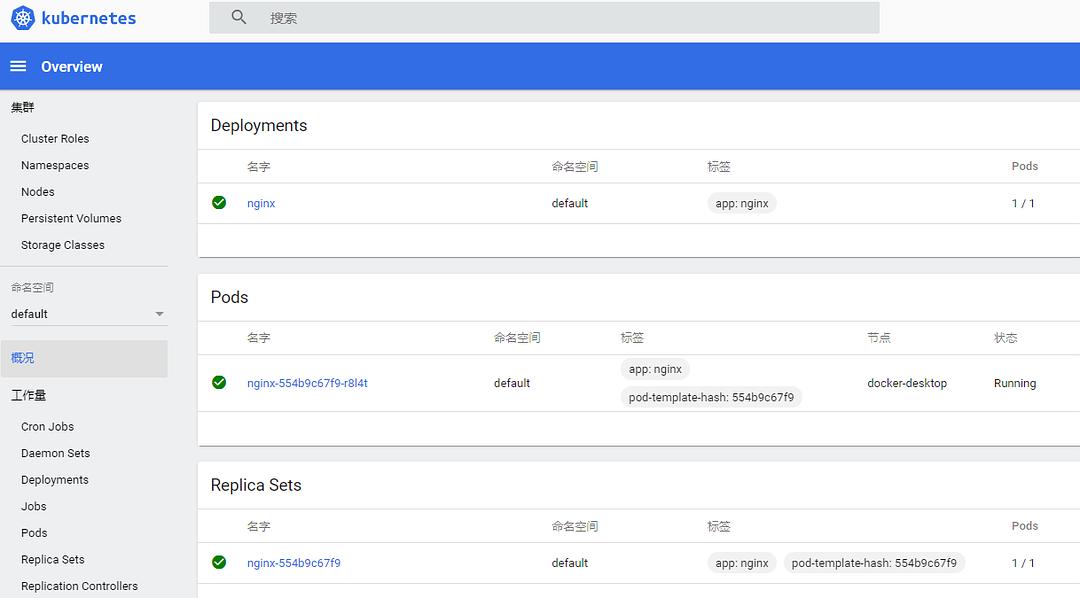 kubernetes
搜索
Overview
集群
Cluster Roles
Namespaces
Nodes
Persistent Volumes
Storage Classes
命名空间
default
概况
工作量
Cron Jobs
Daemon Sets
Deployments
Jobs
Pods
Replica Sets
Replication Controllers
Deployments
名字 命名空间 标签 Pods
nginx default app: nginx 1 / 1
Pods
名字 命名空间 标签 节点 状态
nginx-554b9c67f9-r8l4t default app: nginx docker-desktop Running
pod-template-hash: 554b9c67f9
Replica Sets
名字 命名空间 标签 Pods
nginx-554b9c67f9 default app: nginx pod-template-hash: 554b9c67f9 1 / 1